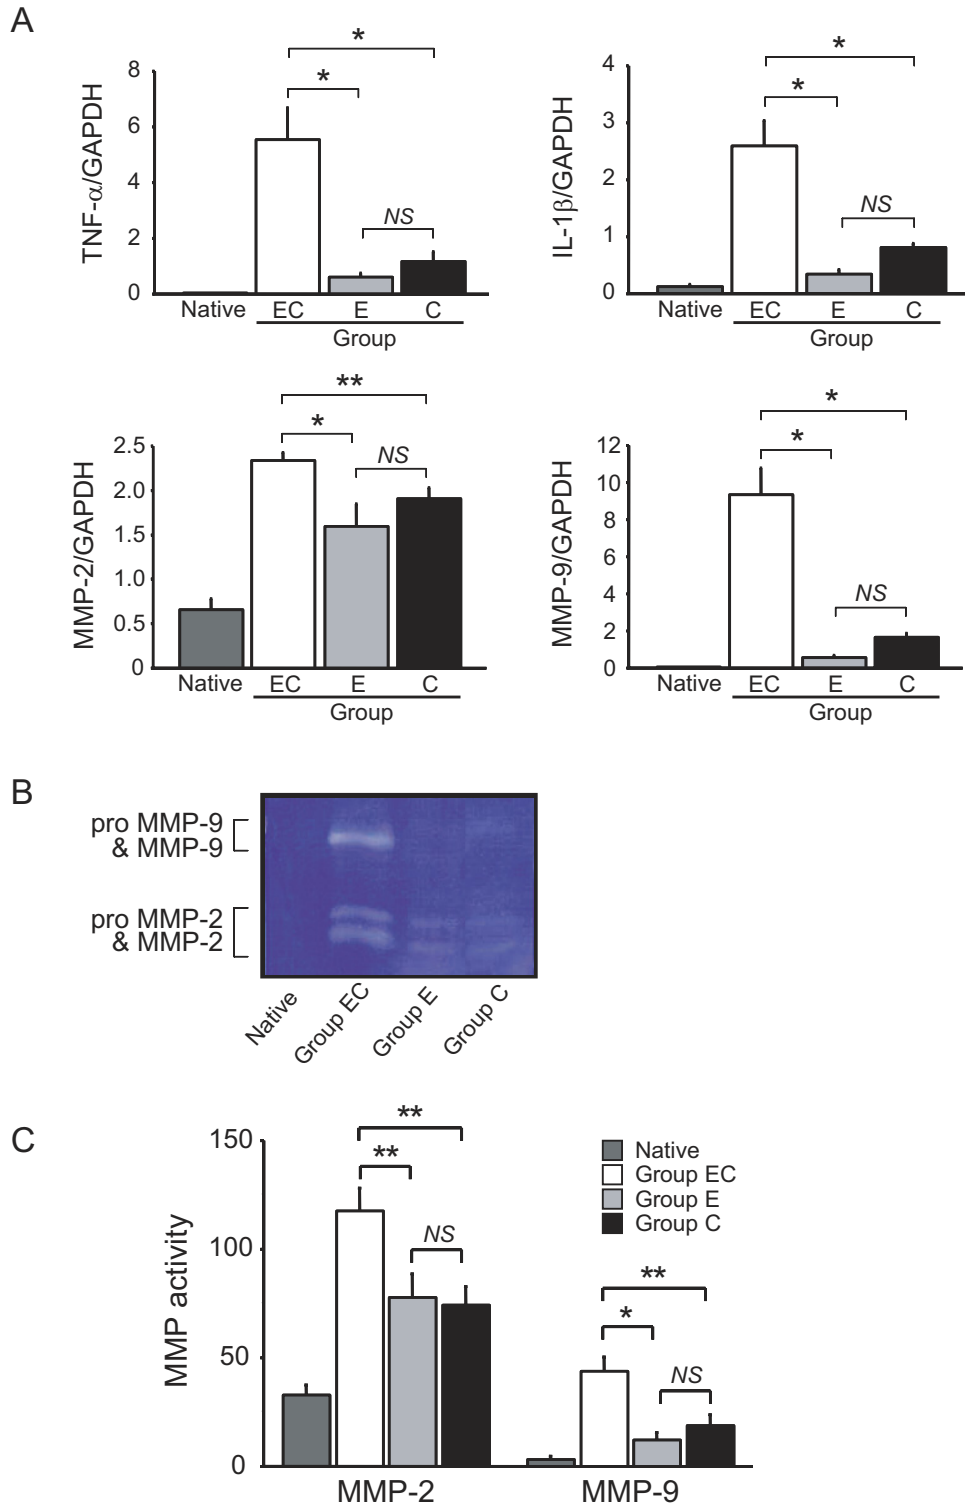 A
TNF-α/GAPDH
8
6
4
2
0
*
*
NS
Native EC E C
Group
IL-1β/GAPDH
4
3
2
1
0
*
*
NS
Native EC E C
Group
MMP-2/GAPDH
2.5
2.0
1.5
1.0
0.5
0
**
*
NS
Native EC E C
Group
MMP-9/GAPDH
12
10
8
6
4
2
0
*
*
NS
Native EC E C
Group
B
pro MMP-9
& MMP-9
pro MMP-2
& MMP-2
Native
Group EC
Group E
Group C
C
MMP activity
150
100
50
0
**
**
NS
**
*
NS
Native
Group EC
Group E
Group C
MMP-2 MMP-9